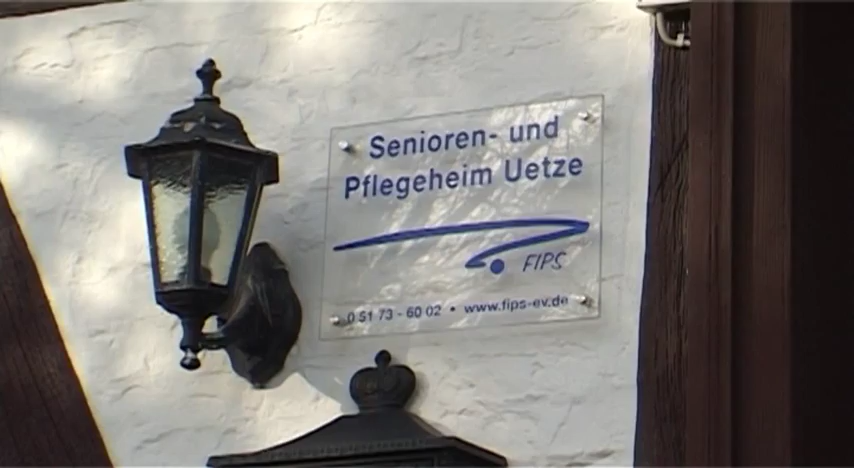 Senioren- und
Pflegeheim Uetze
FIPS
0 51 73 - 60 02 • www.fips-ev.de